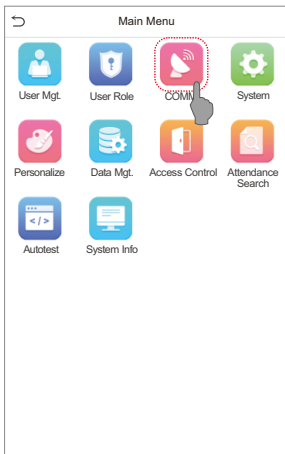 Main Menu
User Mgt.
User Role
COMM.
System
Personalize
Data Mgt.
Access Control
Attendance
Search
</>
Autotest
System Info